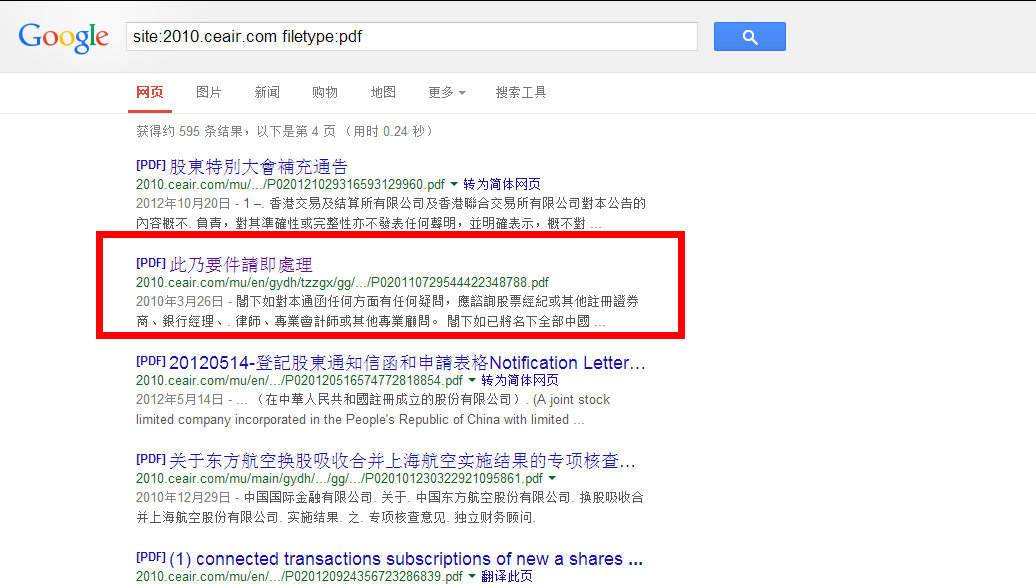 Google site:2010.ceair.com filetype:pdf
网页 图片 新闻 购物 地图 更多 搜索工具
获得约 595 条结果，以下是第 4 页 （用时 0.24 秒）
[PDF] 股東特別大會補充通告
2010.ceair.com/mu/.../P020121029316593129960.pdf 转为简体网页
2012年10月20日 - 1 –. 香港交易及結算所有限公司及香港聯合交易所有限公司對本公告的
內容概不. 負責，對其準確性或完整性亦不發表任何聲明，並明確表示，概不對 ...
[PDF] 此乃要件請即處理
2010.ceair.com/mu/en/gydh/tzzgx/gg/.../P020110729544422348788.pdf
2010年3月26日 - 閣下如對本通函任何方面有任何疑問，應諮詢股票經紀或其他註冊證券
商、銀行經理、. 律師、專業會計師或其他專業顧問。 閣下如已將名下全部中國 ...
[PDF] 20120514-登記股東通知信函和申請表格Notification Letter...
2010.ceair.com/mu/en/.../P020120516574772818854.pdf 转为简体网页
2012年5月14日 - ... （在中華人民共和國註冊成立的股份有限公司）. (A joint stock
limited company incorporated in the People's Republic of China with limited ...
[PDF] 关于东方航空换股吸收合并上海航空实施结果的专项核查...
2010.ceair.com/mu/main/gydh/.../gg/.../P020101230322921095861.pdf
2010年12月29日 - 中国国际金融有限公司. 关于. 中国东方航空股份有限公司. 换股吸收合
并上海航空股份有限公司. 实施结果. 之. 专项核查意见. 独立财务顾问.
[PDF] (1) connected transactions subscriptions of new a shares ...
2010.ceair.com/mu/en/.../P020120924356723286839.pdf 翻译此页